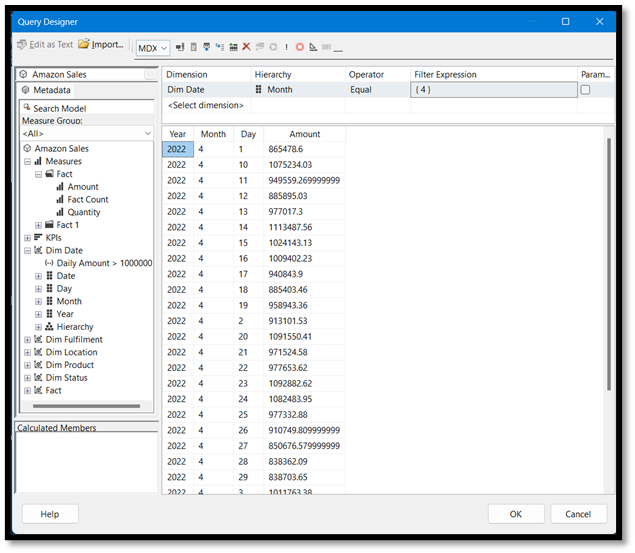 Query Designer
Edit as Text Import... MDX !
Amazon Sales
Metadata
Search Model
Measure Group:
<All>
Amazon Sales
Measures
Fact
Amount
Fact Count
Quantity
Fact 1
KPIs
Dim Date
Daily Amount > 1000000
Date
Day
Month
Year
Hierarchy
Dim Fulfilment
Dim Location
Dim Product
Dim Status
Fact
Calculated Members
Dimension Hierarchy Operator Filter Expression Param...
Dim Date Month Equal { 4 }
<Select dimension>
Year Month Day Amount
2022 4 1 865478.6
2022 4 10 1075234.03
2022 4 11 949559.269999999
2022 4 12 885895.03
2022 4 13 977017.3
2022 4 14 1113487.56
2022 4 15 1024143.13
2022 4 16 1009402.23
2022 4 17 940843.9
2022 4 18 885403.46
2022 4 19 958943.36
2022 4 2 913101.53
2022 4 20 1091550.41
2022 4 21 971524.58
2022 4 22 977653.62
2022 4 23 1092882.62
2022 4 24 1082483.95
2022 4 25 977332.88
2022 4 26 910749.809999999
2022 4 27 850676.579999999
2022 4 28 838362.09
2022 4 29 838703.65
2022 4 3 1011763.38
Help OK Cancel